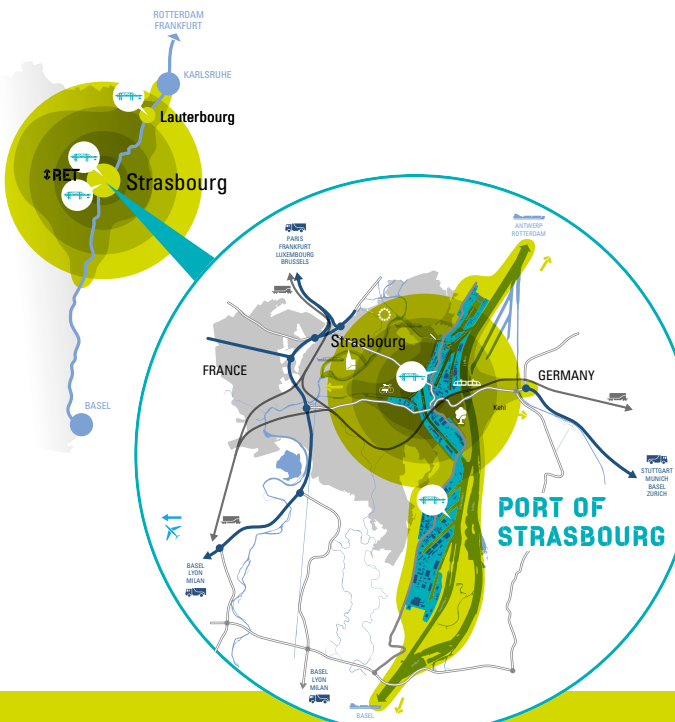 ROTTERDAM
FRANKFURT
KARLSRUHE
Lauterbourg
RET
Strasbourg
BASEL
PARIS
FRANKFURT
LUXEMBOURG
BRUSSELS
ANTWERP
ROTTERDAM
Strasbourg
FRANCE
GERMANY
Kehl
STUTTGART
MUNICH
BASEL
ZURICH
PORT OF
STRASBOURG
BASEL
LYON
MILAN
BASEL
LYON
MILAN
BASEL